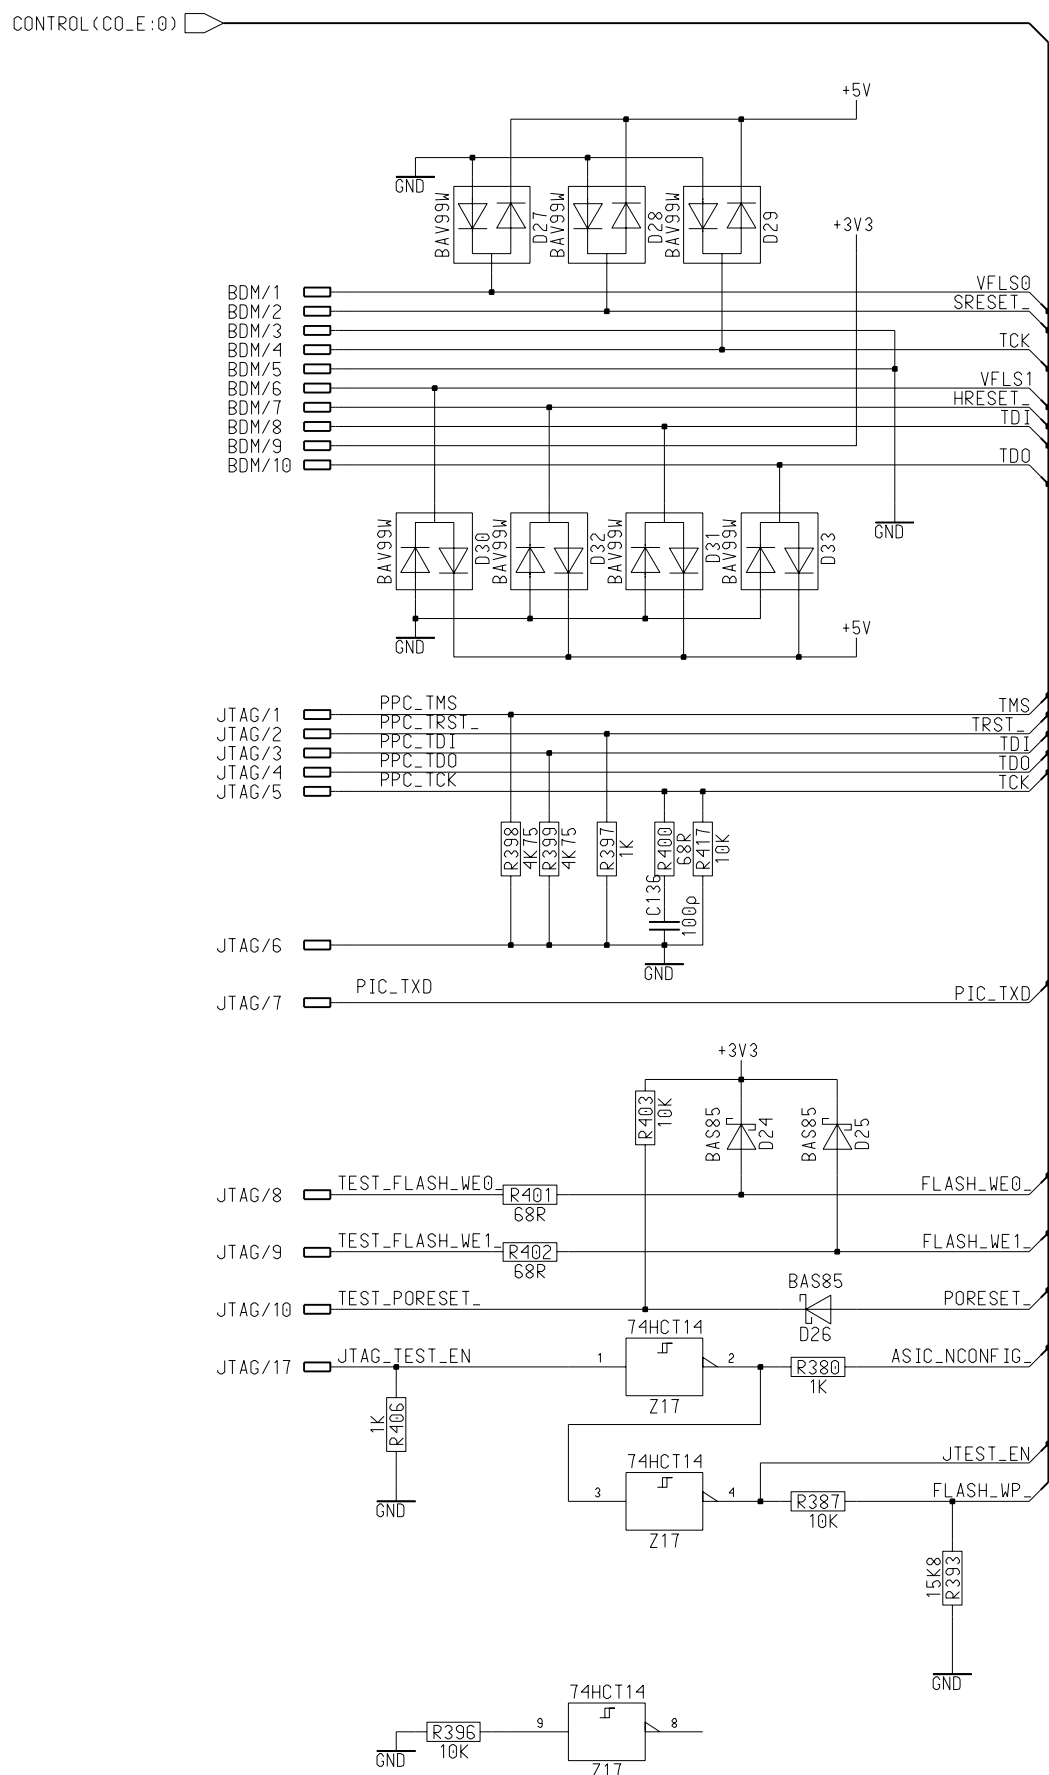 CONTROL(CO_E:0)
+5V
GND
BAV99W
D27
BAV99W
D28
BAV99W
D29
+3V3
BDM/1
VFLS0
BDM/2
SRESET_
BDM/3
BDM/4
TCK
BDM/5
BDM/6
VFLS1
BDM/7
HRESET_
BDM/8
TDI
BDM/9
BDM/10
TDO
BAV99W
D30
BAV99W
D32
BAV99W
D31
BAV99W
D33
GND
GND
+5V
JTAG/1
PPC_TMS
TMS
JTAG/2
PPC_TRST_
TRST_
JTAG/3
PPC_TDI
TDI
JTAG/4
PPC_TDO
TDO
JTAG/5
PPC_TCK
TCK
R398
4K75
R399
4K75
R397
1K
R400
68R
R417
10K
C136
100p
JTAG/6
GND
JTAG/7
PIC_TXD
PIC_TXD
+3V3
R403
10K
BAS85
D24
BAS85
D25
JTAG/8
TEST_FLASH_WE0_
R401
68R
FLASH_WE0_
JTAG/9
TEST_FLASH_WE1_
R402
68R
FLASH_WE1_
JTAG/10
TEST_PORESET_
BAS85
D26
PORESET_
JTAG/17
JTAG_TEST_EN
74HCT14
1
2
Z17
R380
1K
ASIC_NCONFIG_
1K
R406
GND
74HCT14
3
4
Z17
JTEST_EN
R387
10K
FLASH_WP_
15K8
R393
GND
74HCT14
GND
R396
10K
9
8
Z17